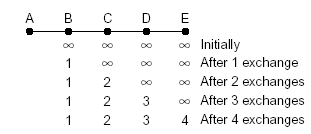 A B C D E
∞ ∞ ∞ ∞ Initially
1 ∞ ∞ ∞ After 1 exchange
1 2 ∞ ∞ After 2 exchanges
1 2 3 ∞ After 3 exchanges
1 2 3 4 After 4 exchanges